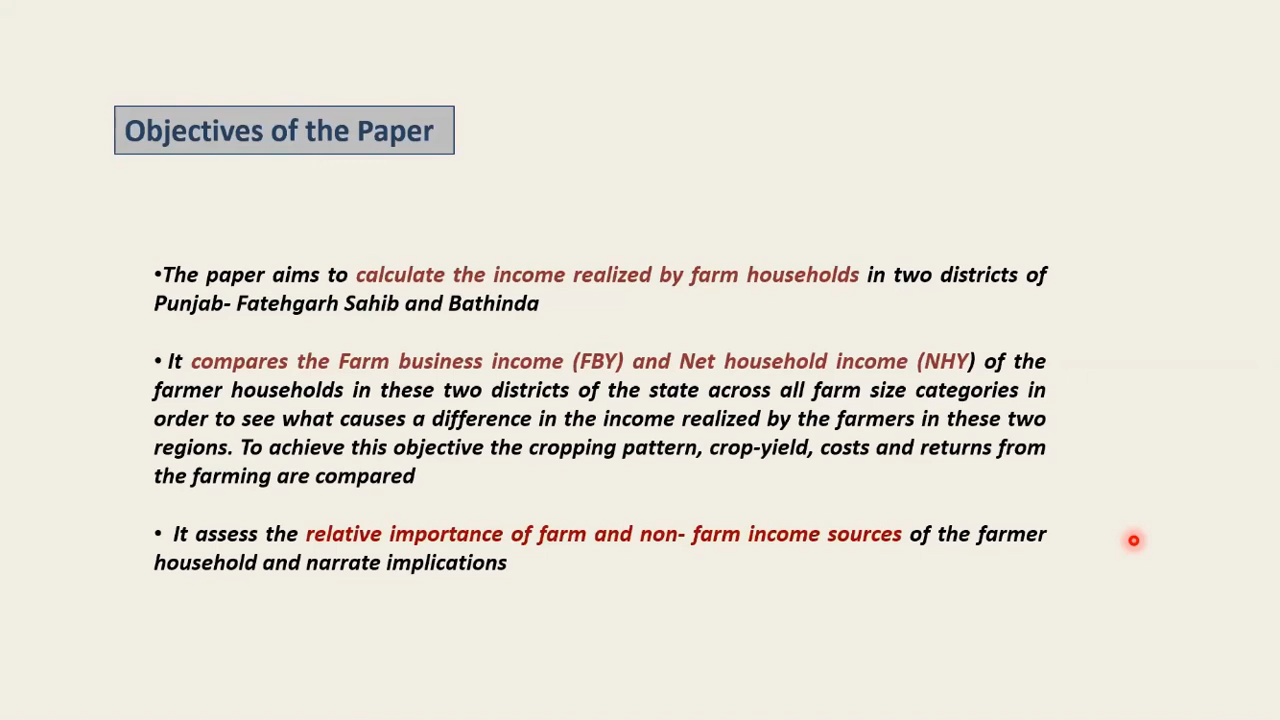 Objectives of the Paper
•The paper aims to calculate the income realized by farm households in two districts of
Punjab- Fatehgarh Sahib and Bathinda
• It compares the Farm business income (FBY) and Net household income (NHY) of the
farmer households in these two districts of the state across all farm size categories in
order to see what causes a difference in the income realized by the farmers in these two
regions. To achieve this objective the cropping pattern, crop-yield, costs and returns from
the farming are compared
• It assess the relative importance of farm and non- farm income sources of the farmer
household and narrate implications